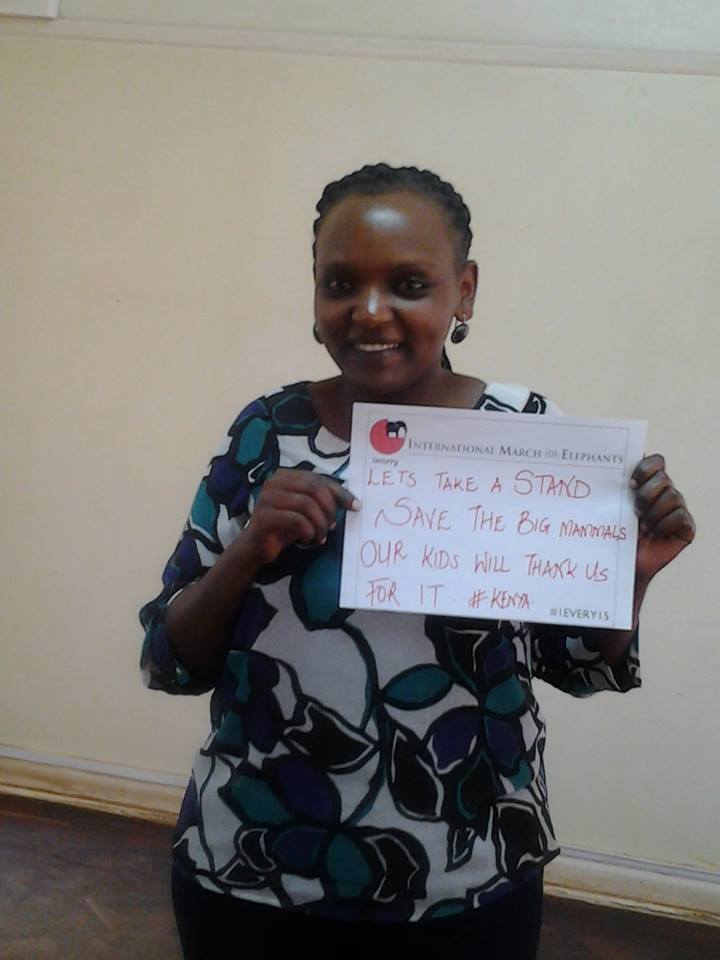 iworry
INTERNATIONAL MARCH FOR ELEPHANTS
LETS TAKE A STAND
SAVE THE BIG MAMMALS
OUR KIDS WILL THANK US
FOR IT. #KENYA.
#1EVERY15